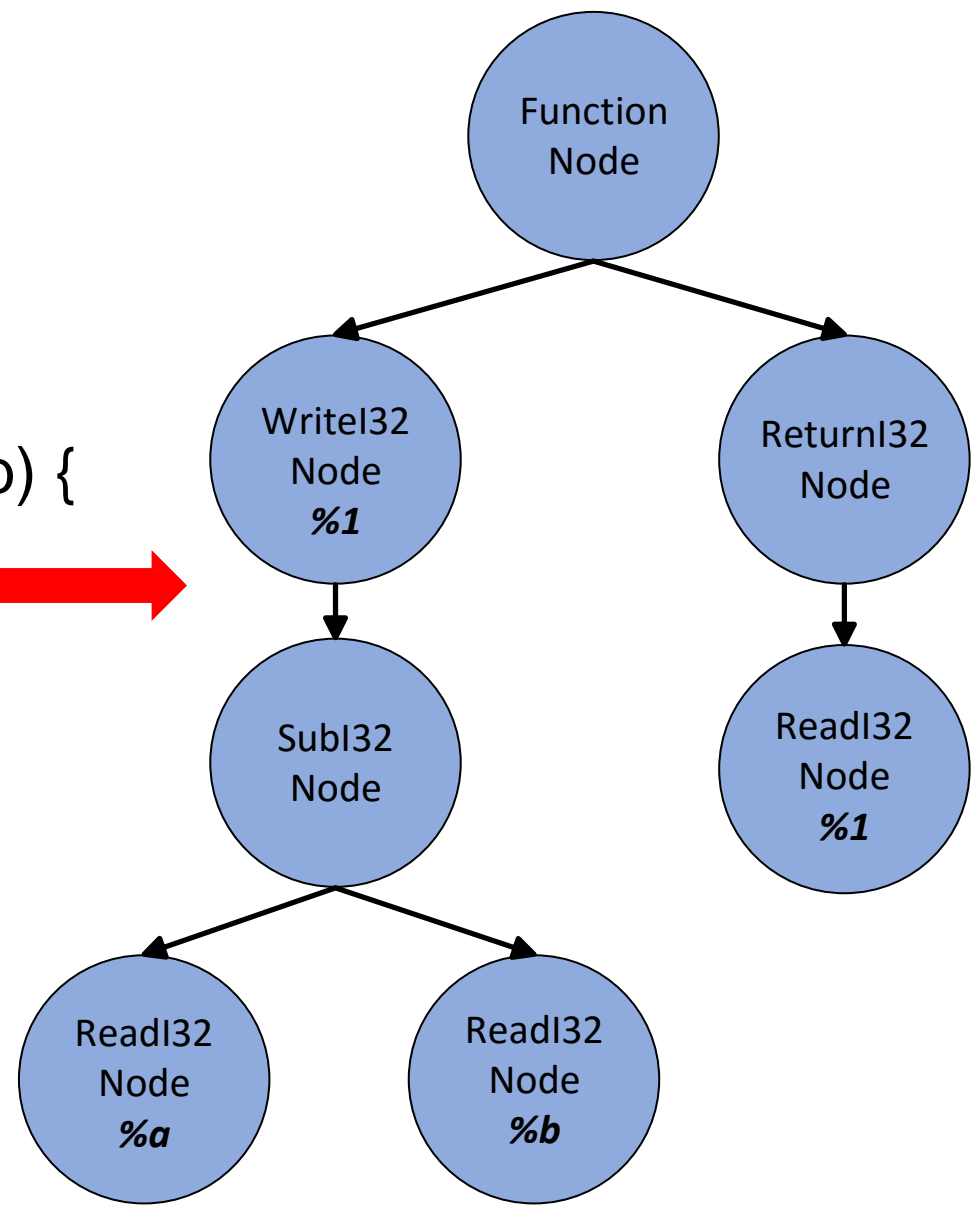 Function
Node
WriteI32
Node
%1
ReturnI32
Node
) {
SubI32
Node
ReadI32
Node
%1
ReadI32
Node
%a
ReadI32
Node
%b